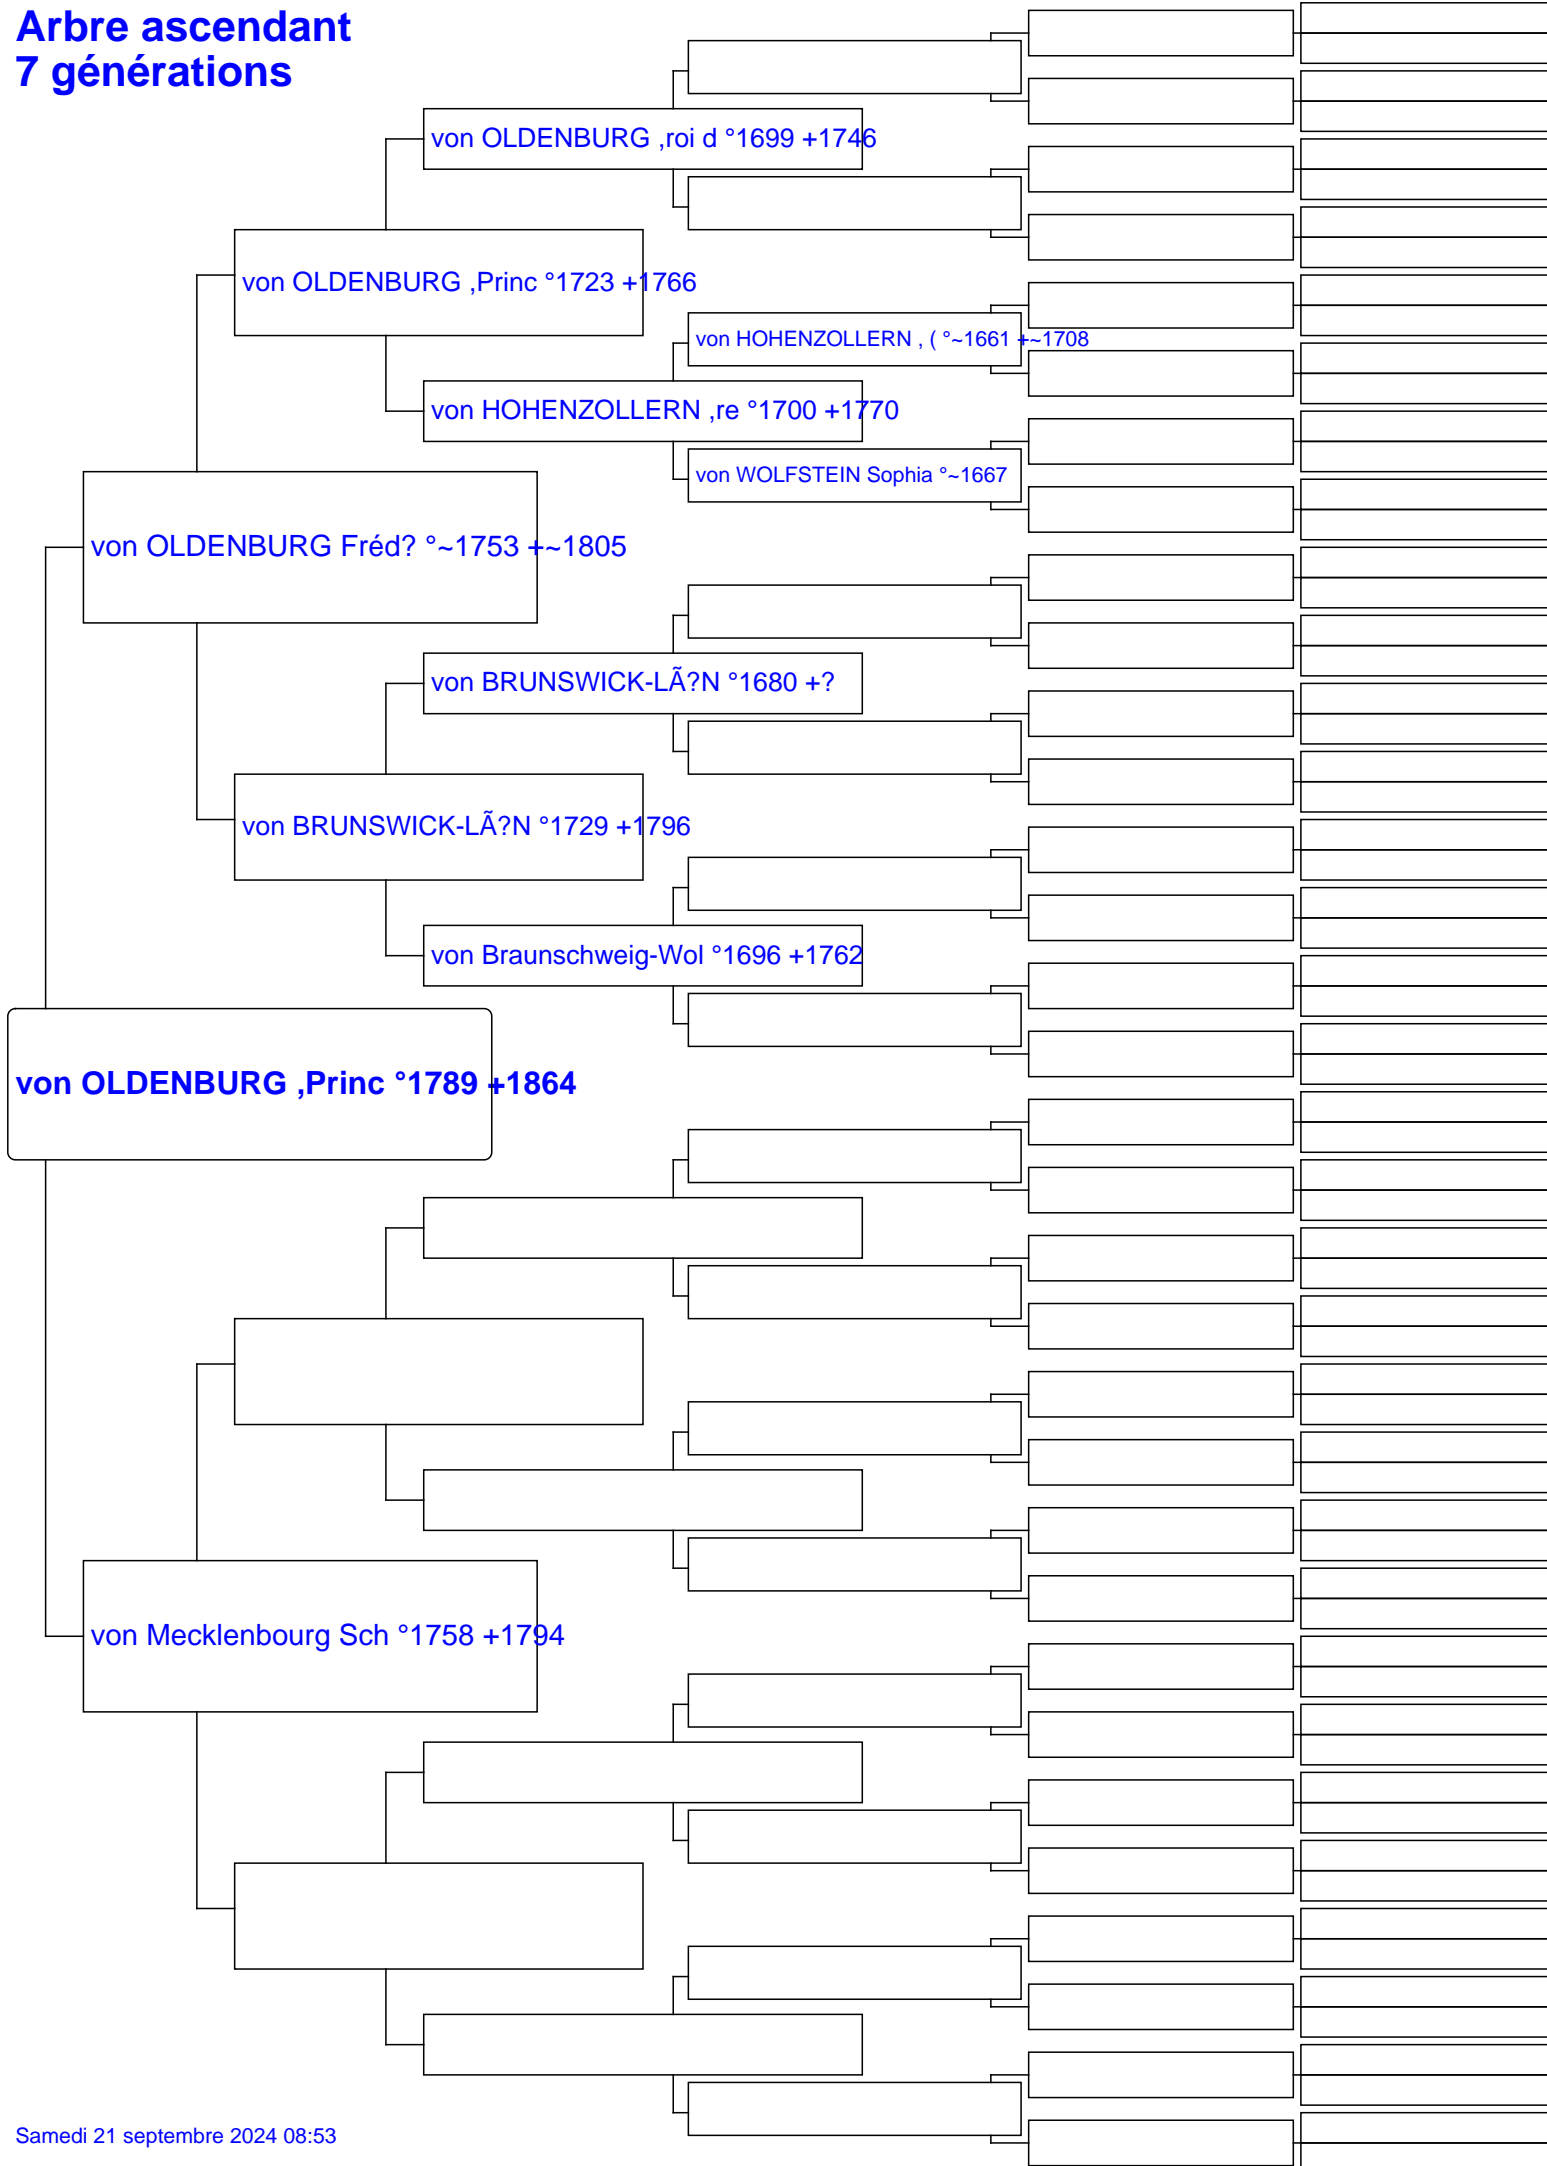 Arbre ascendant
7 générations
von OLDENBURG ,roi d °1699 +1746
von OLDENBURG ,Princ °1723 +1766
von HOHENZOLLERN , ( °~1661 +~1708
von HOHENZOLLERN ,re °1700 +1770
von WOLFSTEIN Sophia °~1667
von OLDENBURG Fréd? °~1753 +~1805
von BRUNSWICK-LÃ?N °1680 +?
von BRUNSWICK-LÃ?N °1729 +1796
von Braunschweig-Wol °1696 +1762
von OLDENBURG ,Princ °1789 +1864
von Mecklenbourg Sch °1758 +1794
Samedi 21 septembre 2024 08:53